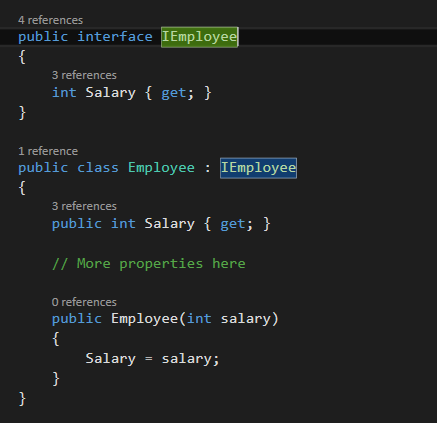 4 references
public interface IEmployee
{
3 references
int Salary { get; }
}
1 reference
public class Employee : IEmployee
{
3 references
public int Salary { get; }
// More properties here
0 references
public Employee(int salary)
{
Salary = salary;
}
}